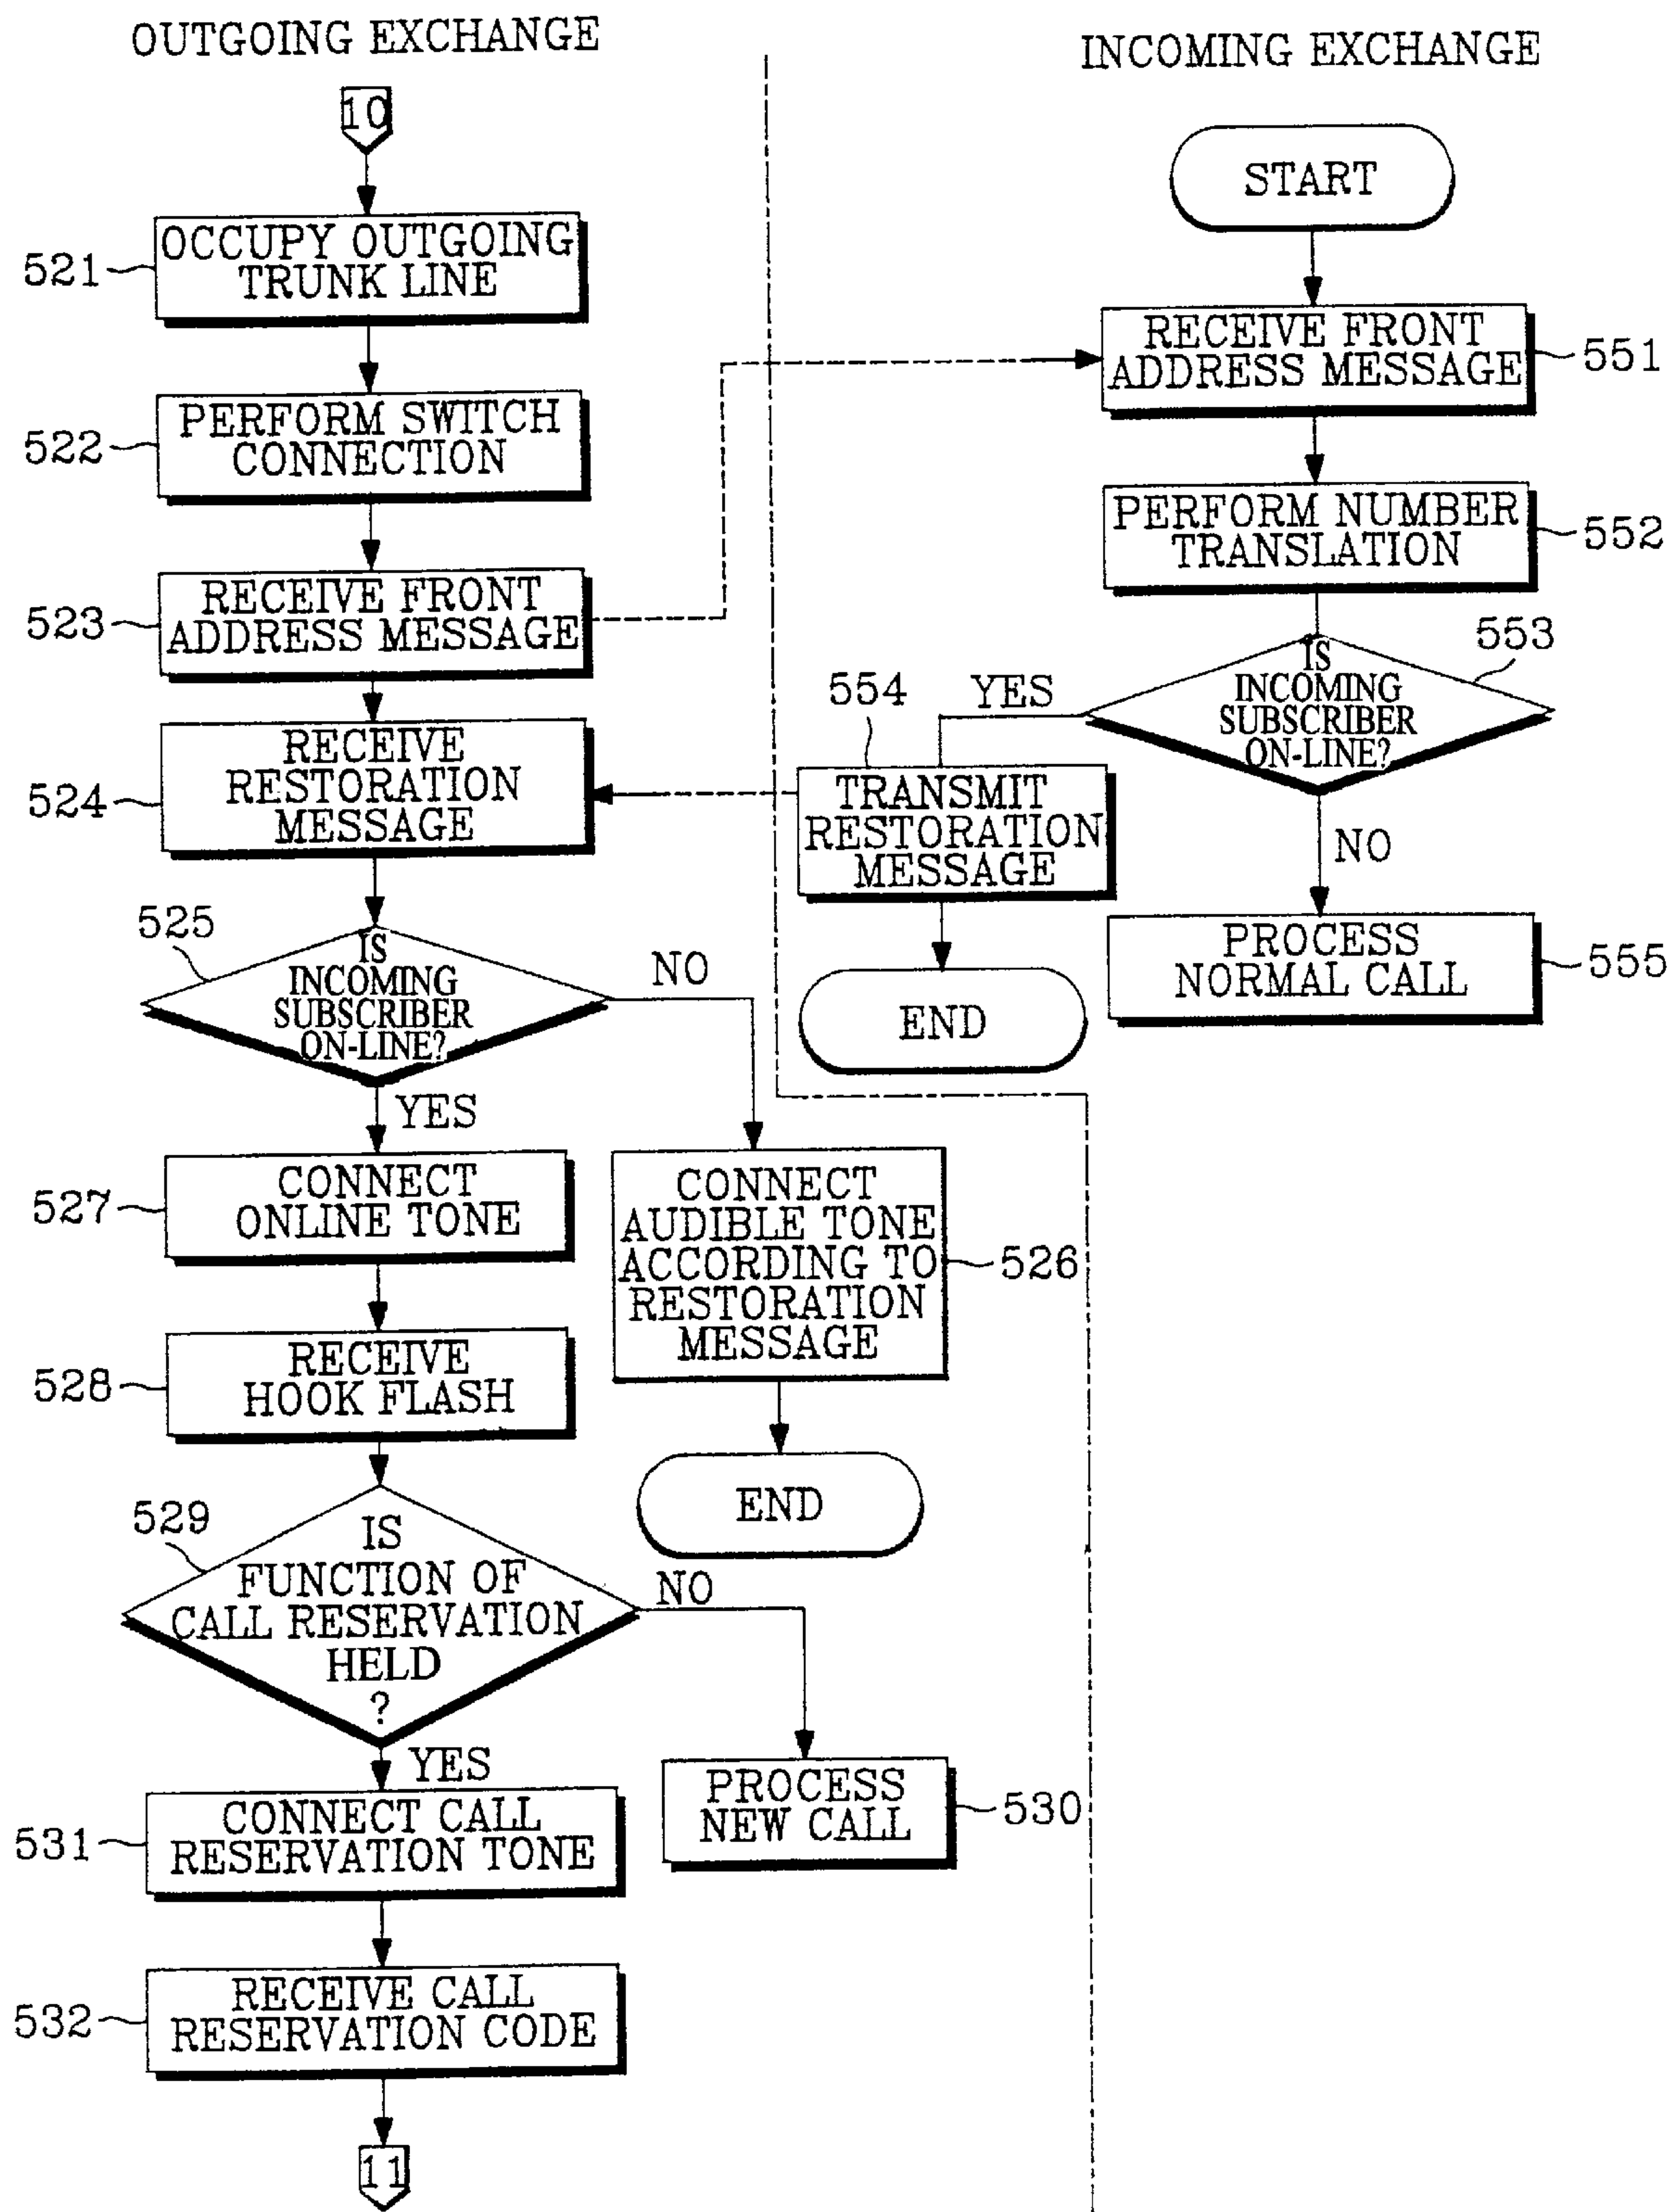 OUTGOING EXCHANGE
10
521
OCCUPY OUTGOING
TRUNK LINE
522
PERFORM SWITCH
CONNECTION
523
RECEIVE FRONT
ADDRESS MESSAGE
524
RECEIVE
RESTORATION
MESSAGE
525
IS
INCOMING
SUBSCRIBER
ON-LINE?
NO
YES
527
CONNECT
ONLINE TONE
CONNECT
AUDIBLE TONE
ACCORDING TO
RESTORATION
MESSAGE
526
END
528
RECEIVE
HOOK FLASH
529
IS
FUNCTION OF
CALL RESERVATION
HELD
?
NO
YES
PROCESS
NEW CALL
530
531
CONNECT CALL
RESERVATION TONE
532
RECEIVE CALL
RESERVATION CODE
11
INCOMING EXCHANGE
START
RECEIVE FRONT
ADDRESS MESSAGE
551
PERFORM NUMBER
TRANSLATION
552
553
IS
INCOMING
SUBSCRIBER
ON-LINE?
YES
554
TRANSMIT
RESTORATION
MESSAGE
END
NO
PROCESS
NORMAL CALL
555